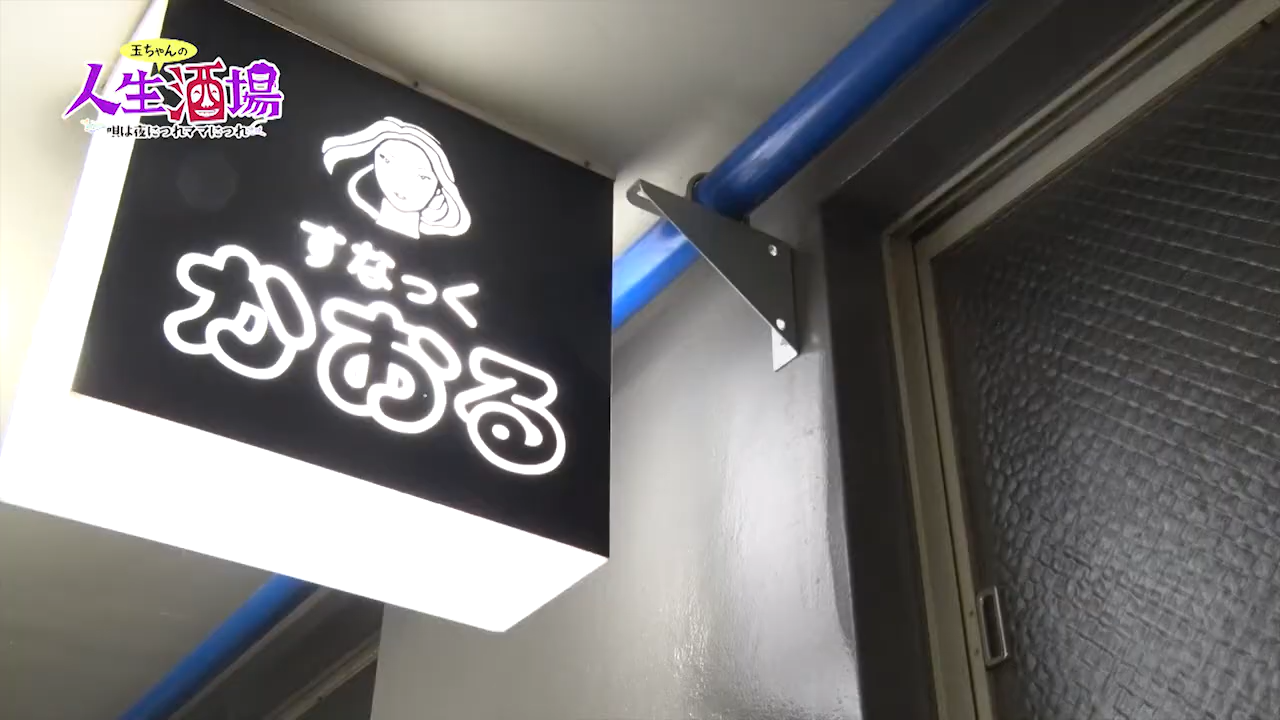 玉ちゃんの
人生酒場
唄は夜につれママにつれ
すなっく
かおる